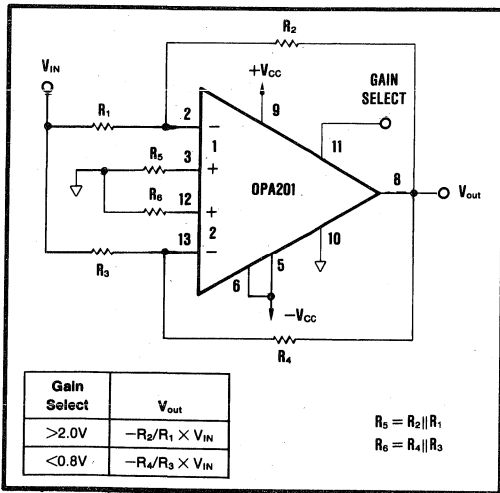 R2
VIN
+VCC
GAIN
SELECT
R1
2
−
9
1
11
R5
3
+
OPA201
8
Vout
R6
12
+
13
2
−
10
R3
5
6
−VCC
R4
Gain
Select
Vout
>2.0V
−R2/R1 × VIN
<0.8V
−R4/R3 × VIN
R5 = R2||R1
R6 = R4||R3